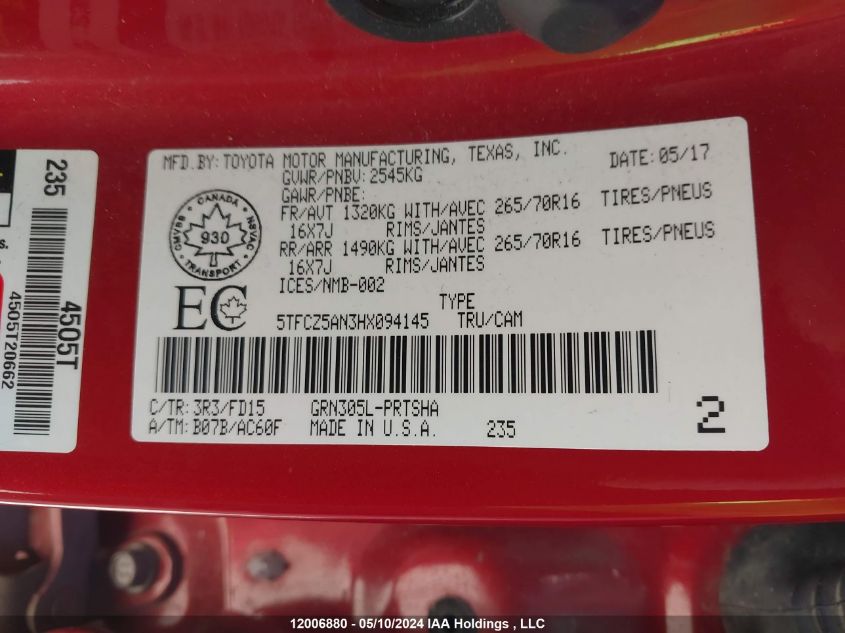 MFD.BY:TOYOTA MOTOR MANUFACTURING, TEXAS, INC. DATE:05/17
GVWR/PNBV:2545KG
GAWR/PNBE:
FR/AVT 1320KG WITH/AVEC 265/70R16 TIRES/PNEUS
16X7J RIMS/JANTES
RR/ARR 1490KG WITH/AVEC 265/70R16 TIRES/PNEUS
16X7J RIMS/JANTES
ICES/NMB-002
CANADA
CMVSS NSVAC
930
TRANSPORT
EC
TYPE
5TFCZ5AN3HX094145 TRU/CAM
C/TR:3R3/FD15 GRN305L-PRTSHA
A/TM:B07B/AC60F MADE IN U.S.A. 235
2
235
4505T
4505T20662
s.
12006880 - 05/10/2024 IAA Holdings , LLC